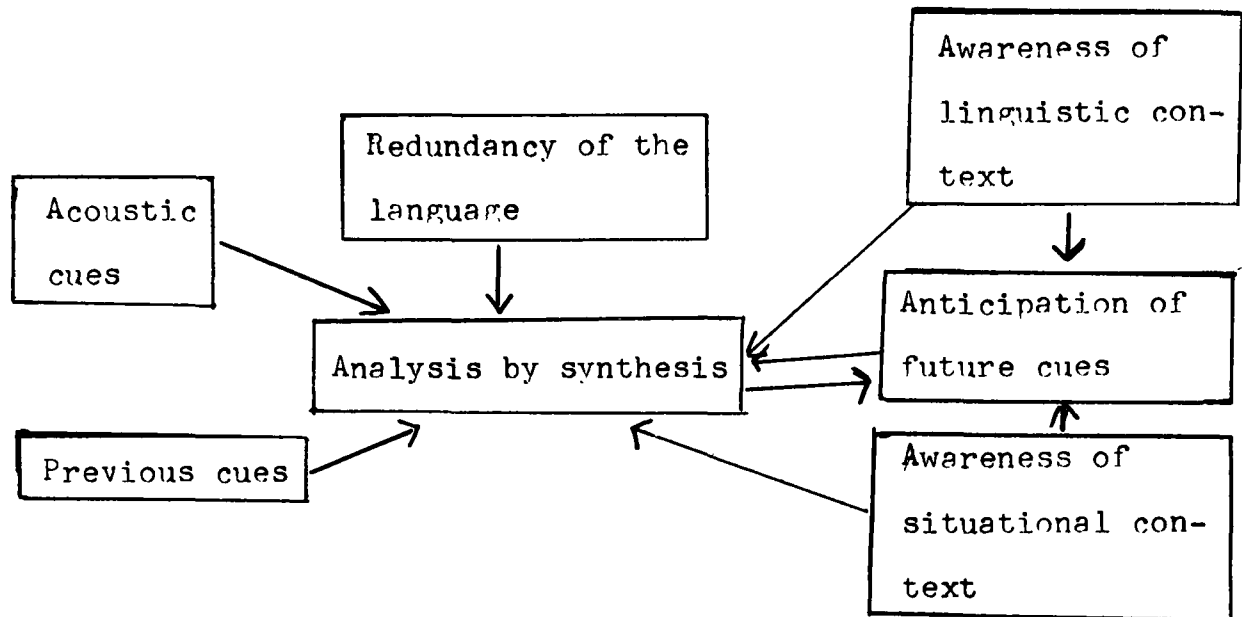 Acoustic
cues
Redundancy of the
language
Awareness of
linguistic con-
text
Analysis by synthesis
Anticipation of
future cues
Previous cues
Awareness of
situational con-
text